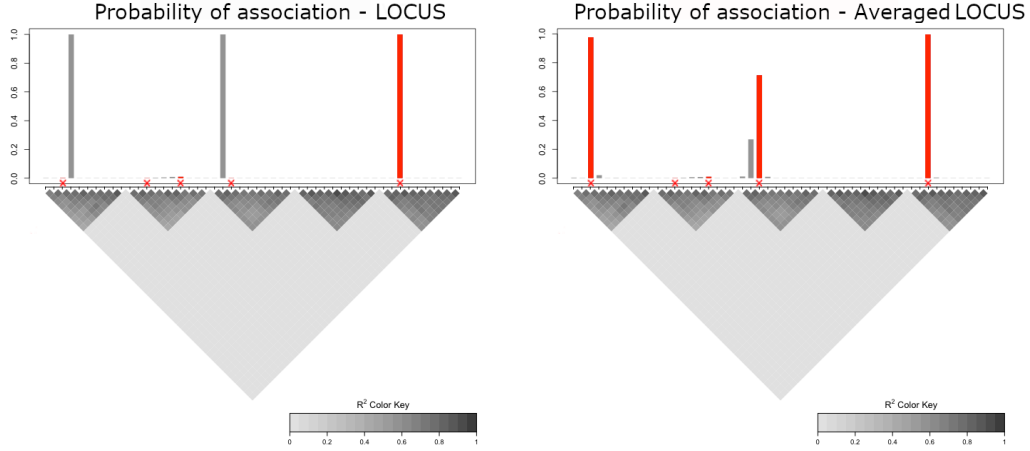 Probability of association - LOCUS
1.0
0.8
0.6
0.4
0.2
0.0
R² Color Key
0 0.2 0.4 0.6 0.8 1
Probability of association - Averaged LOCUS
1.0
0.8
0.6
0.4
0.2
0.0
R² Color Key
0 0.2 0.4 0.6 0.8 1